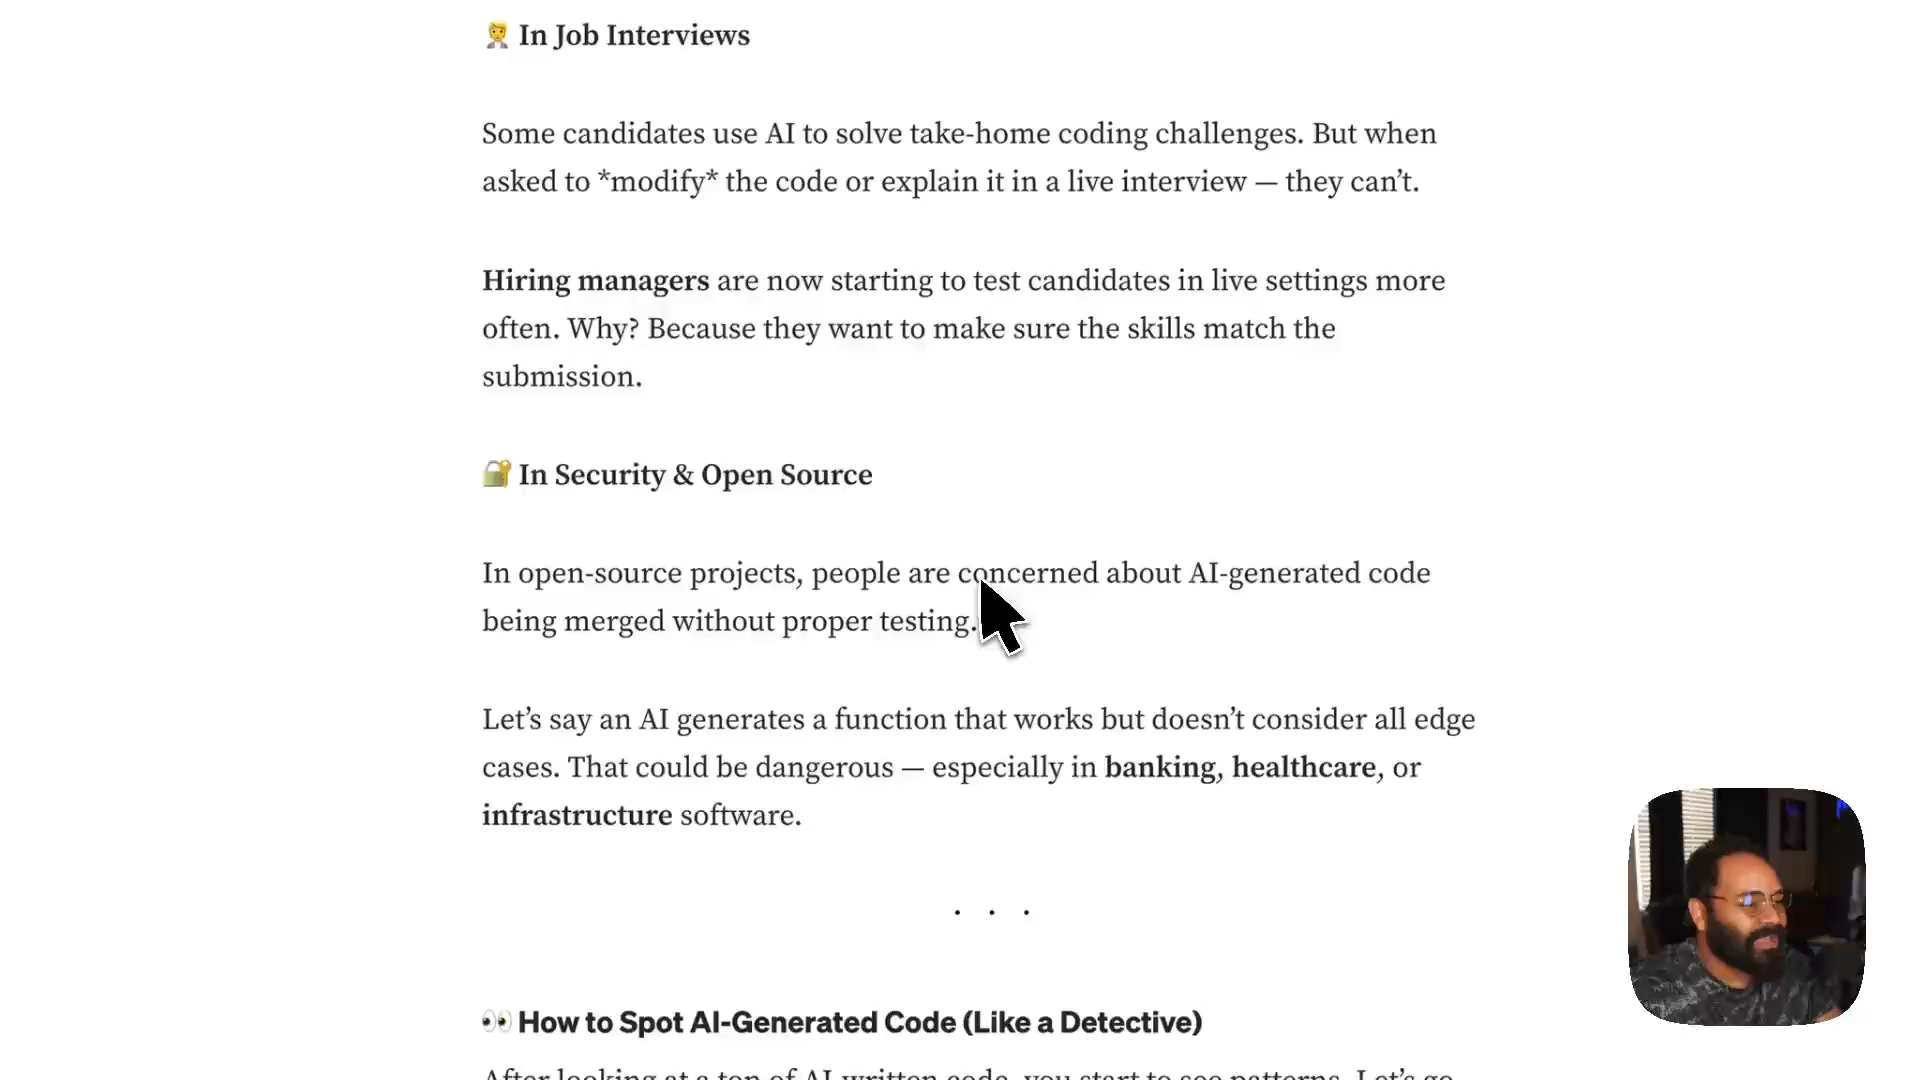 In Job Interviews
Some candidates use AI to solve take-home coding challenges. But when
asked to *modify* the code or explain it in a live interview — they can’t.
Hiring managers are now starting to test candidates in live settings more
often. Why? Because they want to make sure the skills match the
submission.
In Security & Open Source
In open-source projects, people are concerned about AI-generated code
being merged without proper testing.
Let’s say an AI generates a function that works but doesn’t consider all edge
cases. That could be dangerous — especially in banking, healthcare, or
infrastructure software.
. . .
How to Spot AI-Generated Code (Like a Detective)
After looking at a ton of AI-written code, you start to see patterns. Let’s go